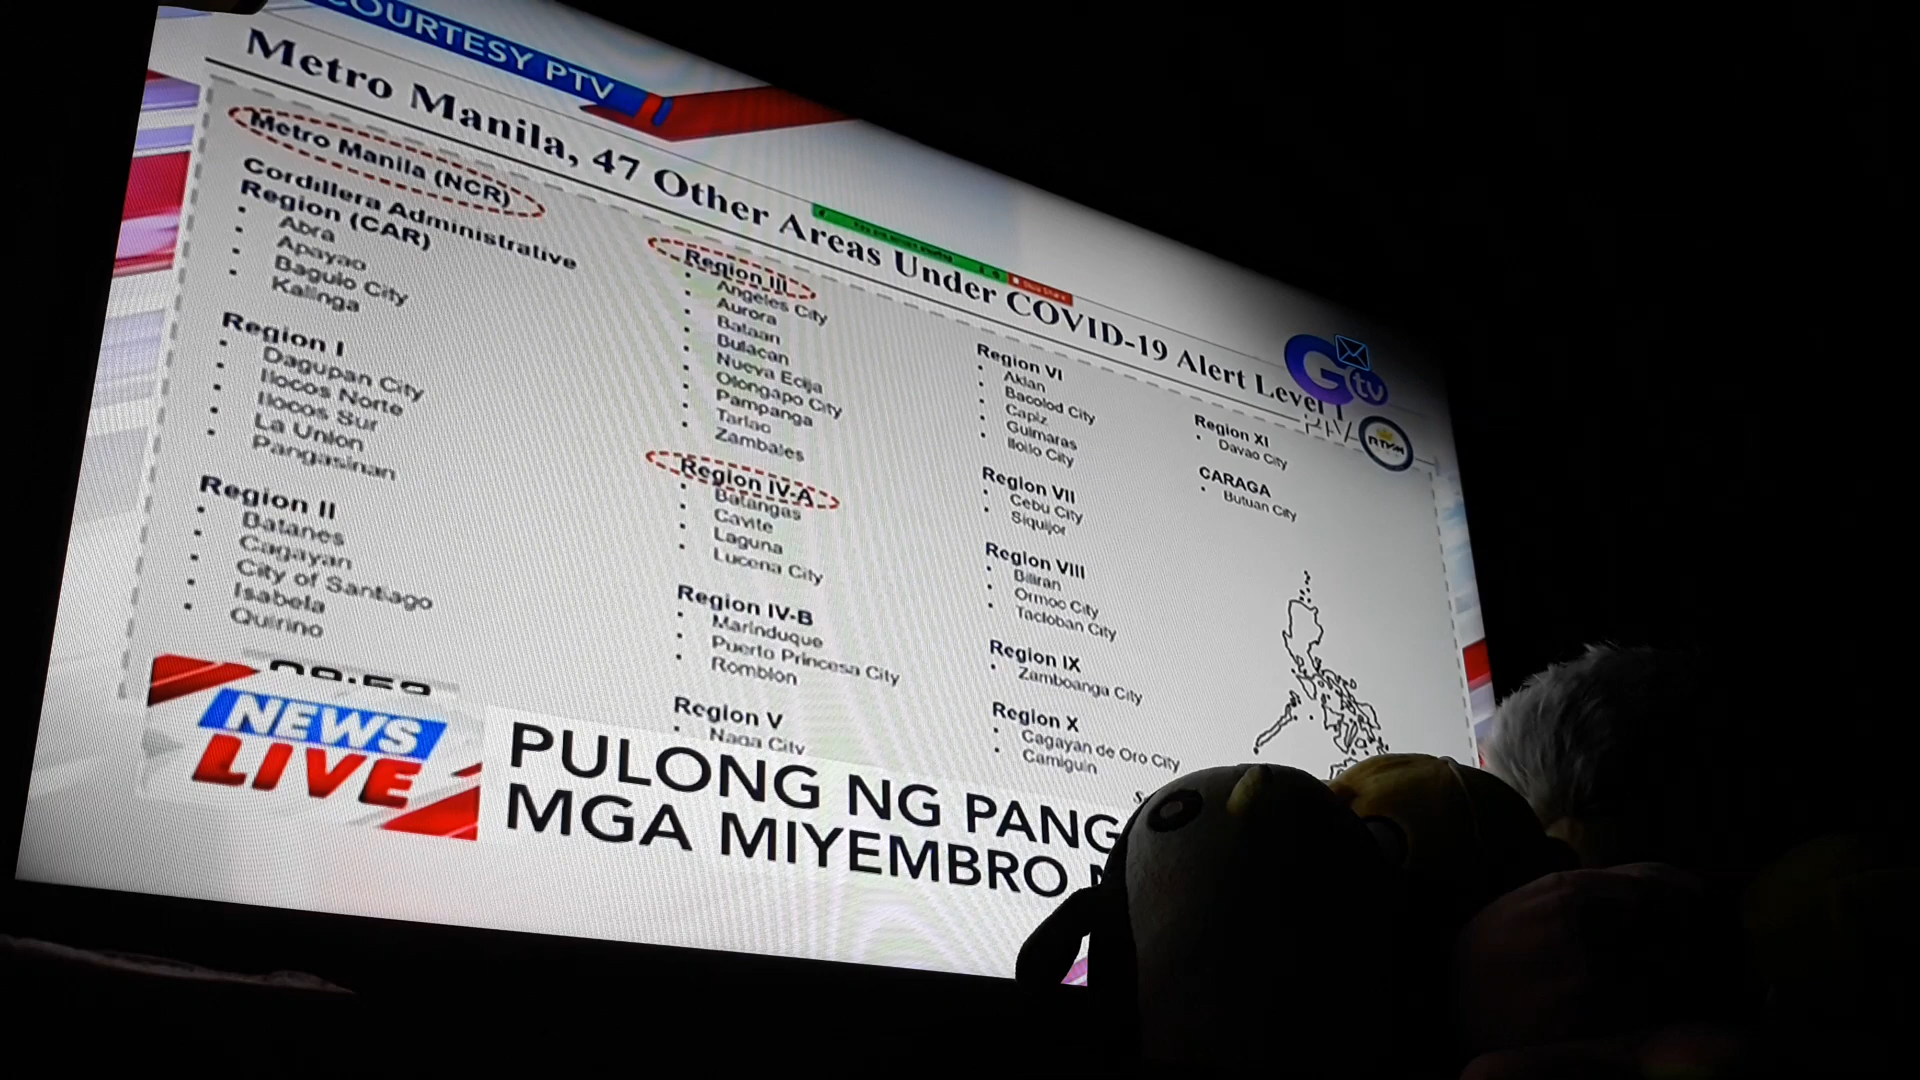 COURTESY PTV
Metro Manila, 47 Other Areas Under COVID-19 Alert Level 1
Metro Manila (NCR)
Cordillera Administrative
Region (CAR)
Abra
Apayao
Baguio City
Kalinga
Region I
Dagupan City
Ilocos Norte
Ilocos Sur
La Union
Pangasinan
Region II
Batanes
Cagayan
City of Santiago
Isabela
Quirino
Region III
Angeles City
Aurora
Bataan
Bulacan
Nueva Ecija
Olongapo City
Pampanga
Tarlac
Zambales
Region IV-A
Batangas
Cavite
Laguna
Lucena City
Region IV-B
Marinduque
Puerto Princesa City
Romblon
Region V
Naga City
Region VI
Aklan
Bacolod City
Capiz
Guimaras
Iloilo City
Region VII
Cebu City
Siquijor
Region VIII
Biliran
Ormoc City
Tacloban City
Region IX
Zamboanga City
Region X
Cagayan de Oro City
Camiguin
Region XI
Davao City
CARAGA
Butuan City
Gtv
NEWS
LIVE
PULONG NG PANG
MGA MIYEMBRO